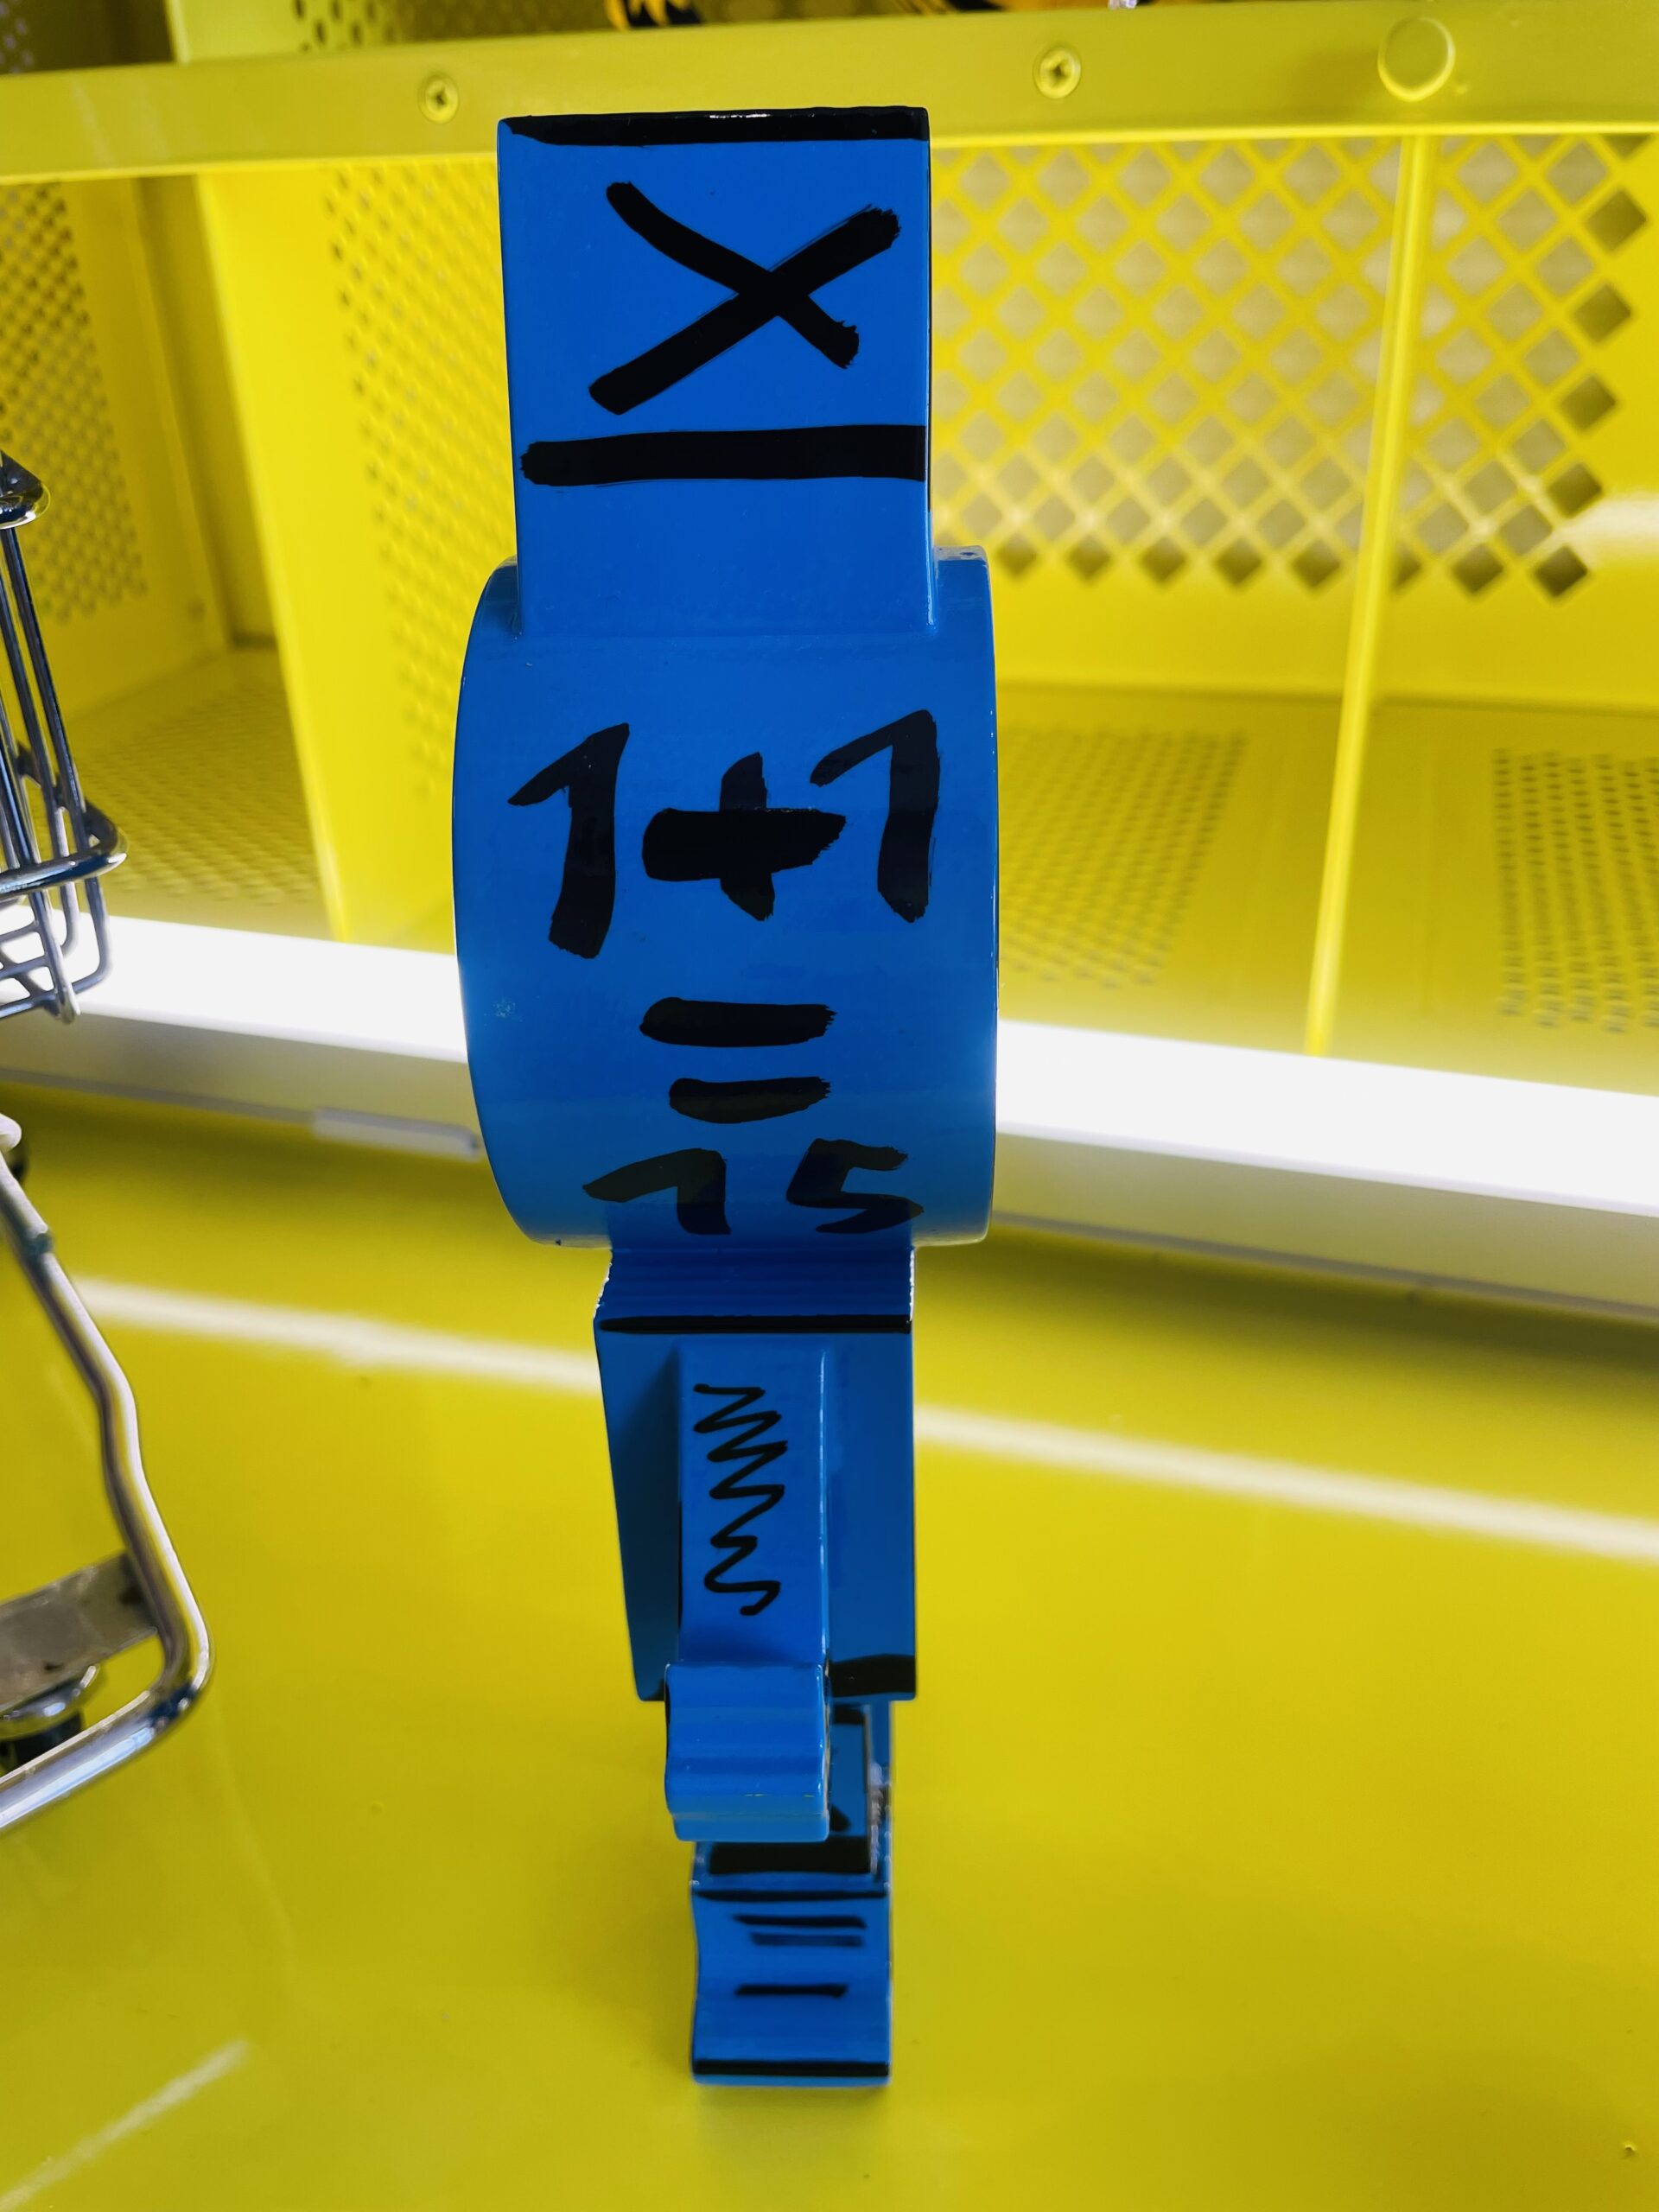 X
1+1
=
15